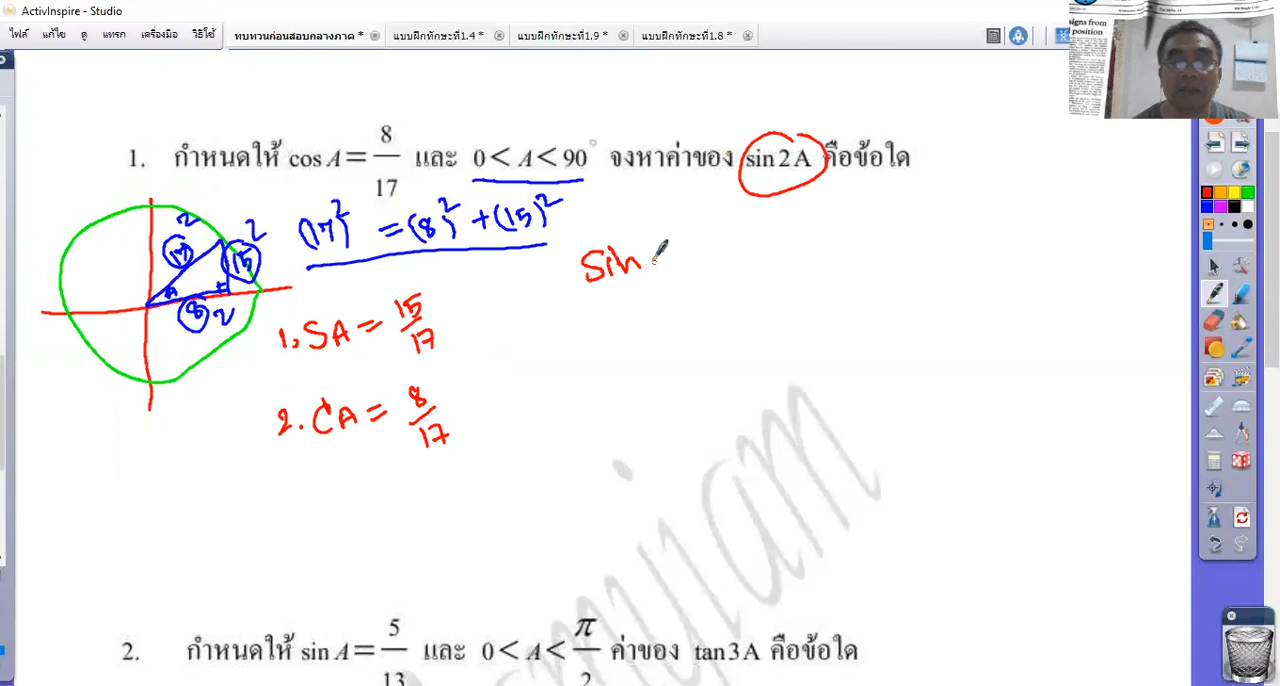 ActivInspire - Studio
ไฟล์ แก้ไข ดู แทรก เครื่องมือ วิธีใช้
ทบทวนก่อนสอบกลางภาค * แบบฝึกทักษะที่1.4 * แบบฝึกทักษะที่1.9 * แบบฝึกทักษะที่1.8 *
signs from
position
1. กำหนดให้ cos A = 8/17 และ 0 < A < 90° จงหาค่าของ sin 2A คือข้อใด
(17)² = (8)² + (15)²
17 2
15 2
A
8 2
Sin
1. SA = 15/17
2. CA = 8/17
2. กำหนดให้ sin A = 5/13 และ 0 < A < π/2 ค่าของ tan 3A คือข้อใด